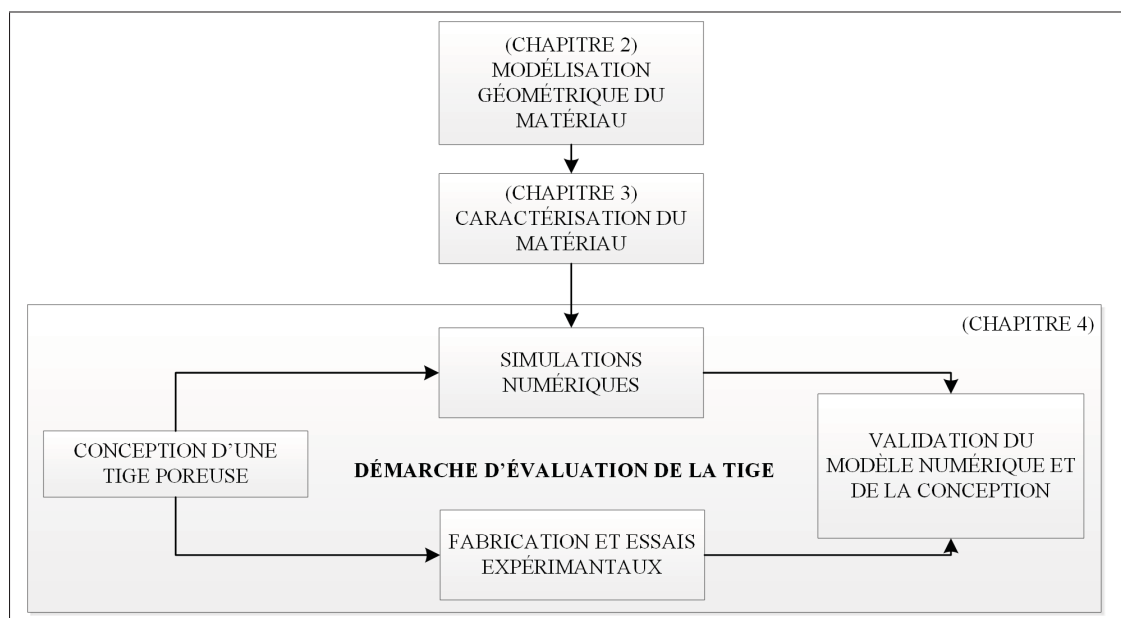 (CHAPITRE 2)
MODÉLISATION
GÉOMÉTRIQUE DU
MATÉRIAU
(CHAPITRE 3)
CARACTÉRISATION DU
MATÉRIAU
(CHAPITRE 4)
SIMULATIONS
NUMÉRIQUES
CONCEPTION D'UNE
TIGE POREUSE
DÉMARCHE D'ÉVALUATION DE LA TIGE
VALIDATION DU
MODÈLE NUMÉRIQUE ET
DE LA CONCEPTION
FABRICATION ET ESSAIS
EXPÉRIMANTAUX